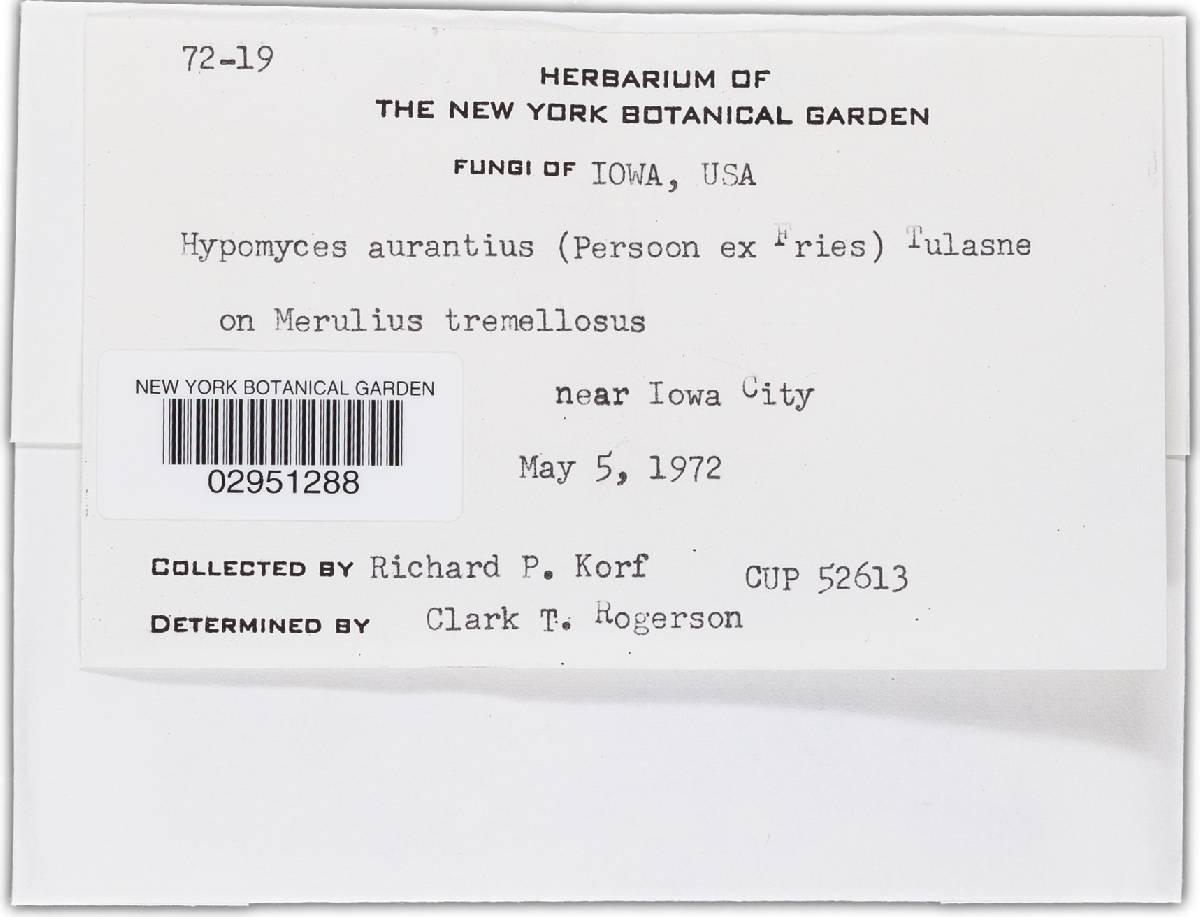 72-19
HERBARIUM OF
THE NEW YORK BOTANICAL GARDEN
FUNGI OF IOWA, USA
Hypomyces aurantius (Persoon ex Fries) Tulasne
on Merulius tremellosus
near Iowa City
May 5, 1972
NEW YORK BOTANICAL GARDEN
02951288
COLLECTED BY Richard P. Korf CUP 52613
DETERMINED BY Clark T. Rogerson